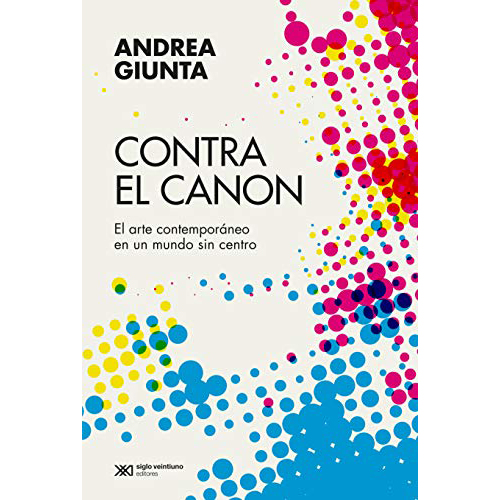 ANDREA
GIUNTA
CONTRA
EL CANON
El arte contemporáneo
en un mundo sin centro
siglo veintiuno
editores